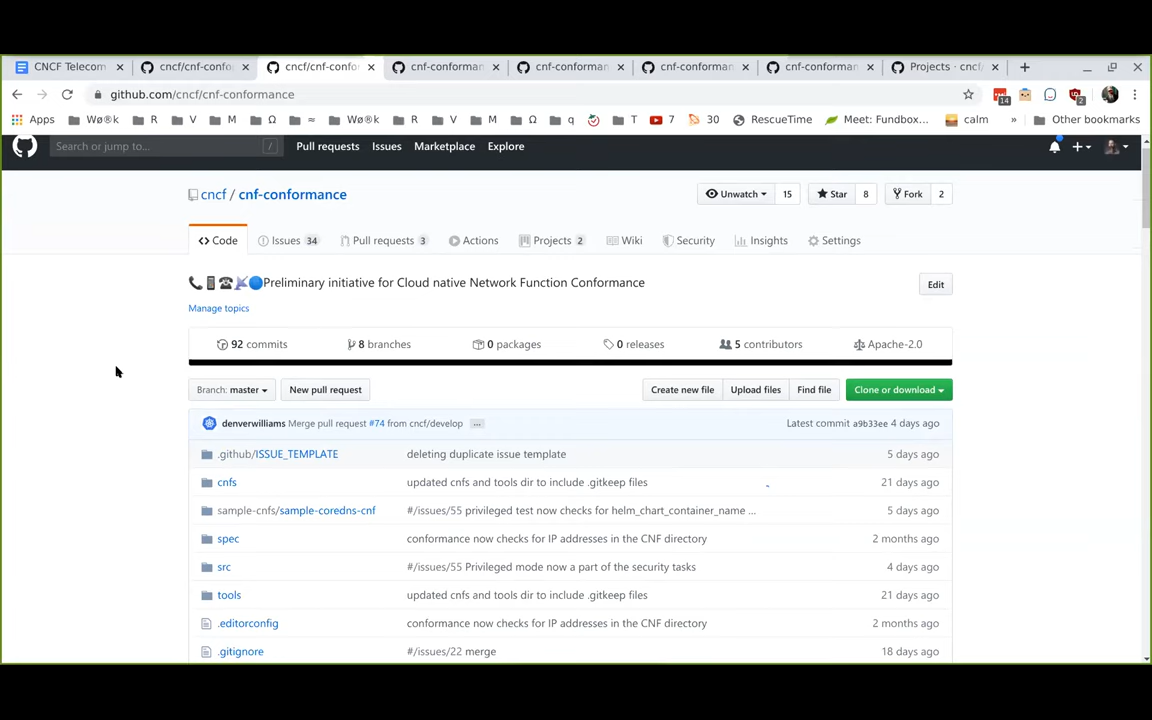 CNCF Telecom
cncf/cnf-confo
cncf/cnf-confo
cnf-conforman
cnf-conforman
cnf-conforman
cnf-conforman
Projects · cncf/
github.com/cncf/cnf-conformance
14
2
Apps
Wø®k
R
V
M
Ω
≈
Wø®k
R
V
M
Ω
q
T
7
30
RescueTime
Meet: Fundbox...
calm
»
Other bookmarks
Search or jump to...
/
Pull requests
Issues
Marketplace
Explore
cncf / cnf-conformance
Unwatch
15
Star
8
Fork
2
Code
Issues 34
Pull requests 3
Actions
Projects 2
Wiki
Security
Insights
Settings
Preliminary initiative for Cloud native Network Function Conformance
Edit
Manage topics
92 commits
8 branches
0 packages
0 releases
5 contributors
Apache-2.0
Branch: master
New pull request
Create new file
Upload files
Find file
Clone or download
denverwilliams Merge pull request #74 from cncf/develop ...
Latest commit a9b33ee 4 days ago
.github/ISSUE_TEMPLATE
deleting duplicate issue template
5 days ago
cnfs
updated cnfs and tools dir to include .gitkeep files
21 days ago
sample-cnfs/sample-coredns-cnf
#/issues/55 privileged test now checks for helm_chart_container_name ...
5 days ago
spec
conformance now checks for IP addresses in the CNF directory
2 months ago
src
#/issues/55 Privileged mode now a part of the security tasks
4 days ago
tools
updated cnfs and tools dir to include .gitkeep files
21 days ago
.editorconfig
conformance now checks for IP addresses in the CNF directory
2 months ago
.gitignore
#/issues/22 merge
18 days ago